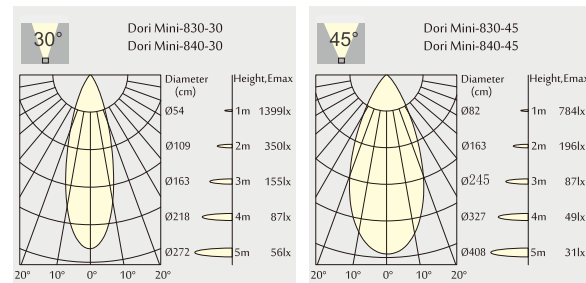 30°
Dori Mini-830-30
Dori Mini-840-30
Diameter
(cm)
Height,Emax
Ø54 1m 1399lx
Ø109 2m 350lx
Ø163 3m 155lx
Ø218 4m 87lx
Ø272 5m 56lx
20° 10° 0° 10° 20°
45°
Dori Mini-830-45
Dori Mini-840-45
Diameter
(cm)
Height,Emax
Ø82 1m 784lx
Ø163 2m 196lx
Ø245 3m 87lx
Ø327 4m 49lx
Ø408 5m 31lx
20° 10° 0° 10° 20°